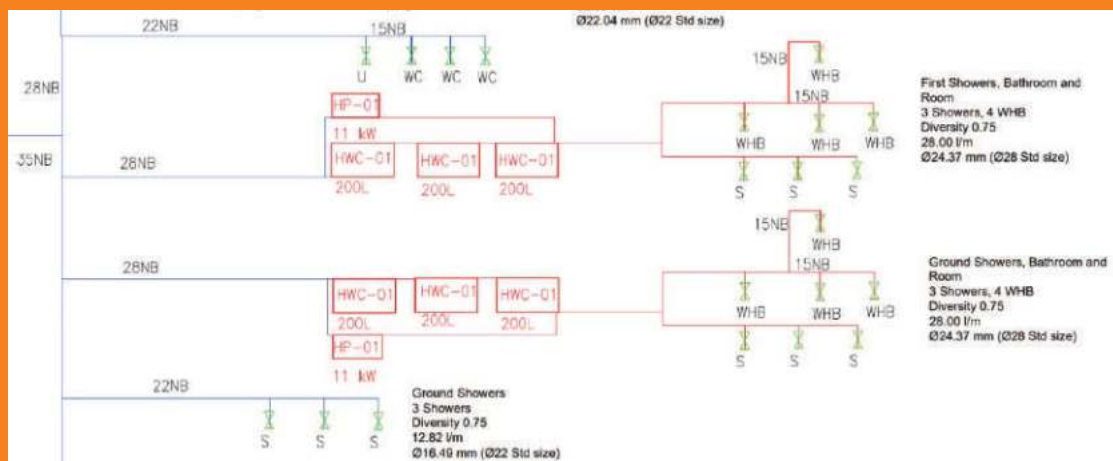 Ø22.04 mm (Ø22 Std size)
22NB
15NB
U
WC
WC
WC
28NB
35NB
HP-01
11 kW
28NB
HWC-01
HWC-01
HWC-01
200L
200L
200L
15NB
WHB
15NB
WHB
WHB
WHB
S
S
S
First Showers, Bathroom and
Room
3 Showers, 4 WHB
Diversity 0.75
28.00 l/m
Ø24.37 mm (Ø28 Std size)
28NB
HWC-01
HWC-01
HWC-01
200L
200L
200L
HP-01
11 kW
15NB
WHB
15NB
WHB
WHB
WHB
S
S
S
Ground Showers, Bathroom and
Room
3 Showers, 4 WHB
Diversity 0.75
28.00 l/m
Ø24.37 mm (Ø28 Std size)
22NB
S
S
S
Ground Showers
3 Showers
Diversity 0.75
12.82 l/m
Ø16.49 mm (Ø22 Std size)